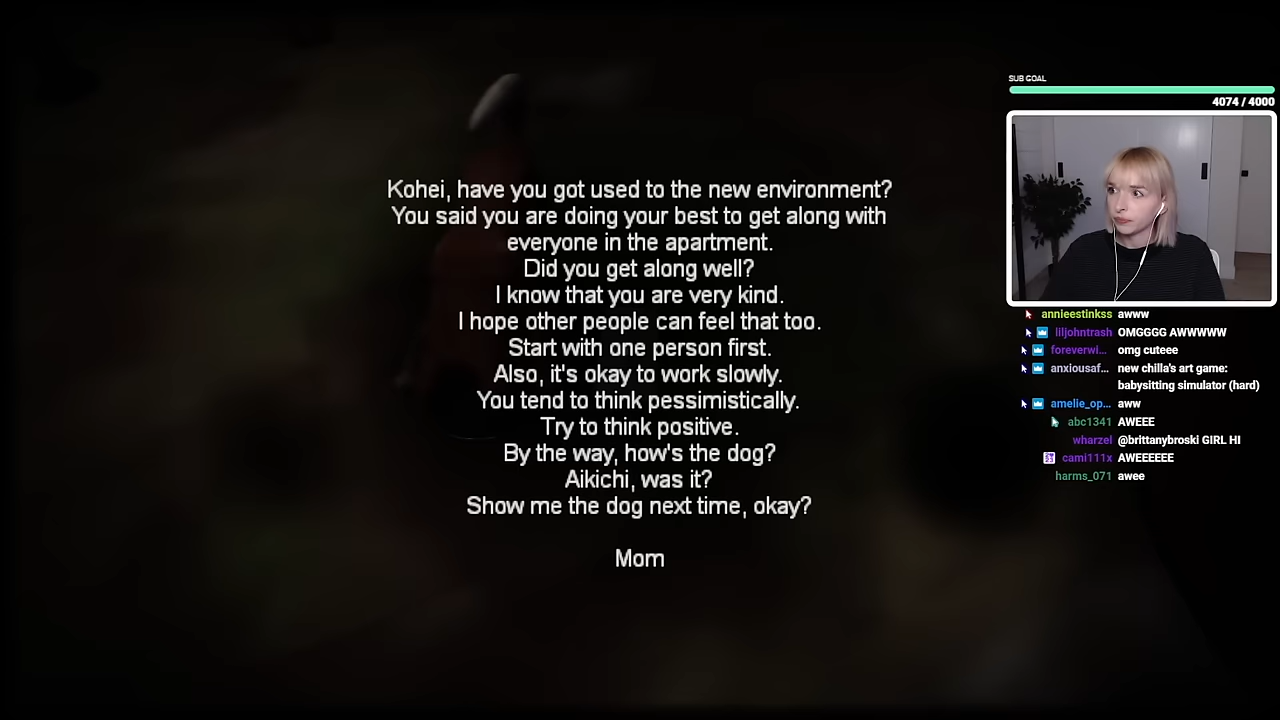 SUB GOAL
4074 / 4000
Kohei, have you got used to the new environment?
You said you are doing your best to get along with
everyone in the apartment.
Did you get along well?
I know that you are very kind.
I hope other people can feel that too.
Start with one person first.
Also, it's okay to work slowly.
You tend to think pessimistically.
Try to think positive.
By the way, how's the dog?
Aikichi, was it?
Show me the dog next time, okay?
Mom
annieestinkss awww
liljohntrash OMGGGG AWWWWW
foreverwi... omg cuteee
anxiousaf... new chilla's art game:
babysitting simulator (hard)
amelie_op... aww
abc1341 AWEEE
wharzel @brittanybroski GIRL HI
cami111x AWEEEEEE
harms_071 awee